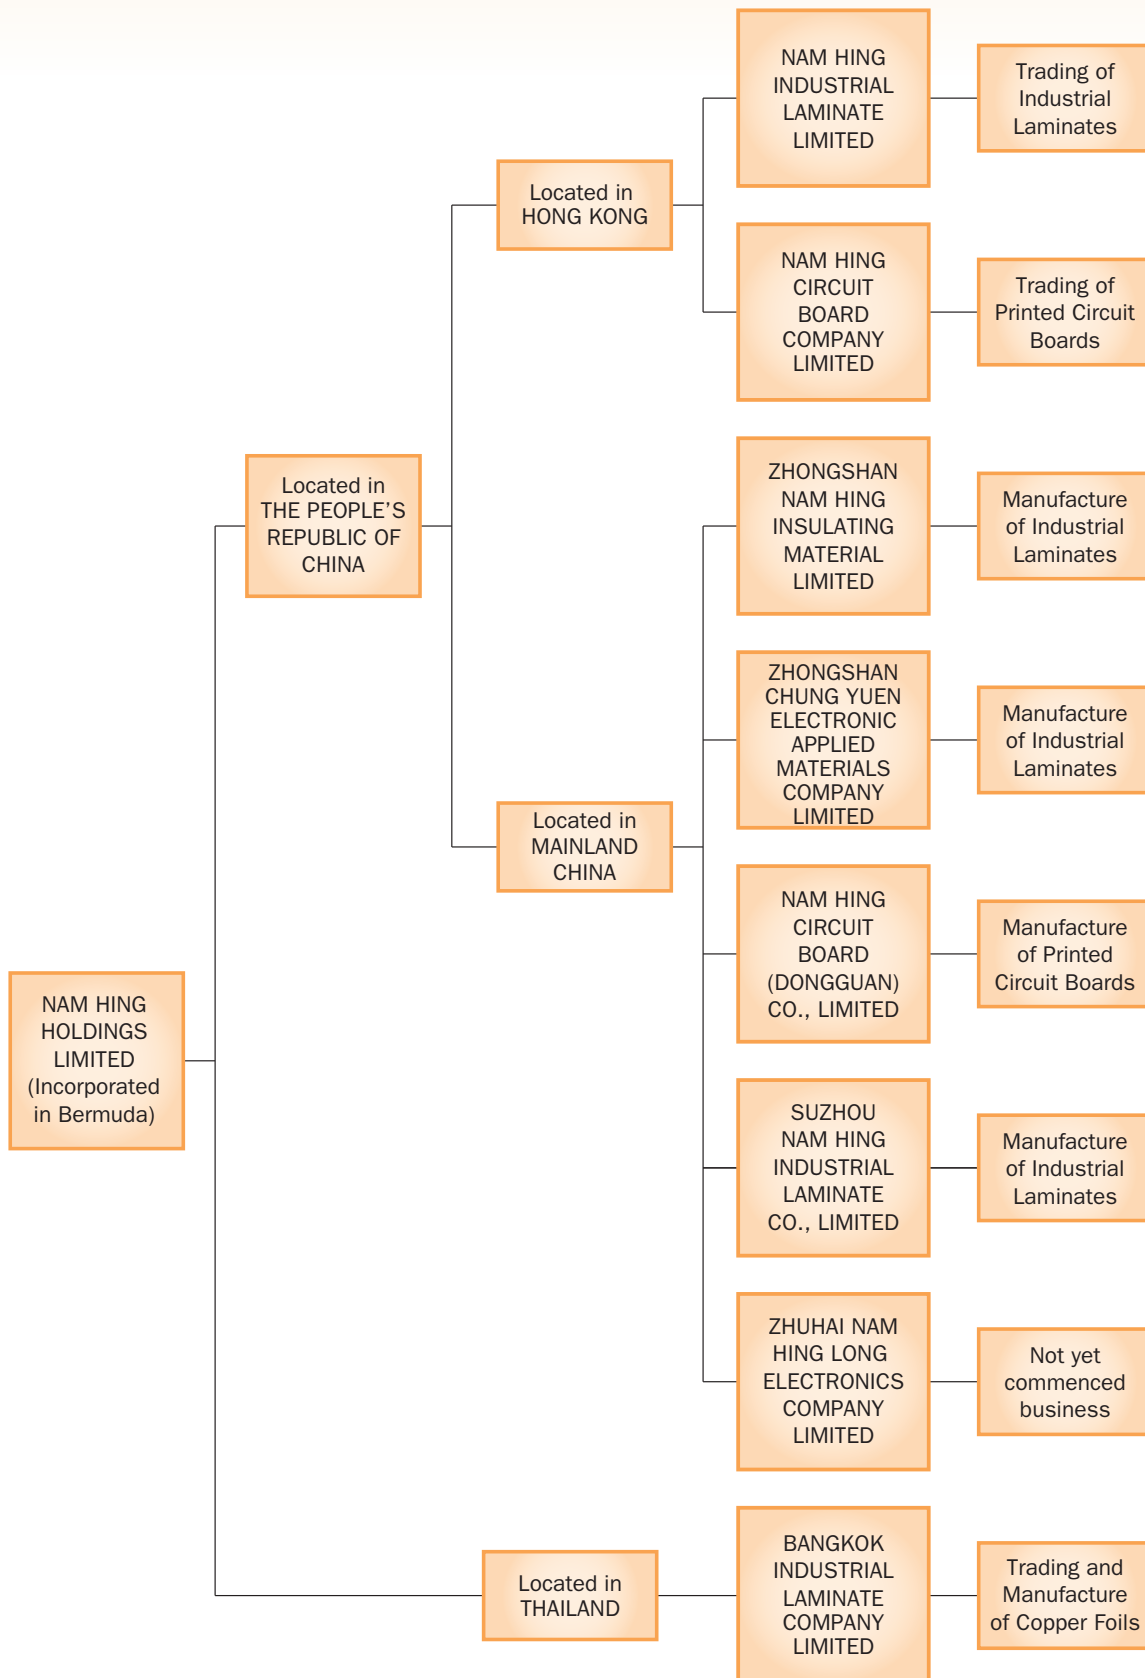 NAM HING
HOLDINGS
LIMITED
(Incorporated
in Bermuda)
Located in
THE PEOPLE’S
REPUBLIC OF
CHINA
Located in
HONG KONG
NAM HING
INDUSTRIAL
LAMINATE
LIMITED
Trading of
Industrial
Laminates
NAM HING
CIRCUIT
BOARD
COMPANY
LIMITED
Trading of
Printed Circuit
Boards
Located in
MAINLAND
CHINA
ZHONGSHAN
NAM HING
INSULATING
MATERIAL
LIMITED
Manufacture
of Industrial
Laminates
ZHONGSHAN
CHUNG YUEN
ELECTRONIC
APPLIED
MATERIALS
COMPANY
LIMITED
Manufacture
of Industrial
Laminates
NAM HING
CIRCUIT
BOARD
(DONGGUAN)
CO., LIMITED
Manufacture
of Printed
Circuit Boards
SUZHOU
NAM HING
INDUSTRIAL
LAMINATE
CO., LIMITED
Manufacture
of Industrial
Laminates
ZHUHAI NAM
HING LONG
ELECTRONICS
COMPANY
LIMITED
Not yet
commenced
business
Located in
THAILAND
BANGKOK
INDUSTRIAL
LAMINATE
COMPANY
LIMITED
Trading and
Manufacture
of Copper Foils